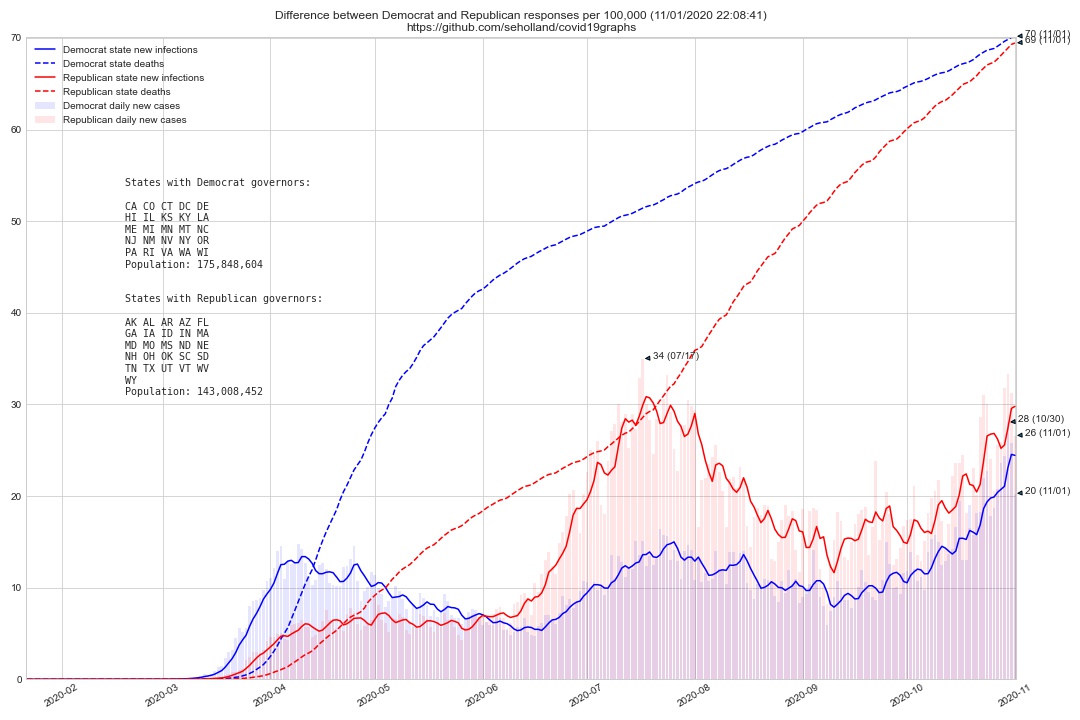 Difference between Democrat and Republican responses per 100,000 (11/01/2020 22:08:41)
https://github.com/seholland/covid19graphs
70
60
50
40
30
20
10
0
Democrat state new infections
Democrat state deaths
Republican state new infections
Republican state deaths
Democrat daily new cases
Republican daily new cases
States with Democrat governors:
CA CO CT DC DE
HI IL KS KY LA
ME MI MN MT NC
NJ NM NV NY OR
PA RI VA WA WI
Population: 175,848,604
States with Republican governors:
AK AL AR AZ FL
GA IA ID IN MA
MD MO MS ND NE
NH OH OK SC SD
TN TX UT VT WV
WY
Population: 143,008,452
70 (11/01)
69 (11/01)
34 (07/17)
28 (10/30)
26 (11/01)
20 (11/01)
2020-02
2020-03
2020-04
2020-05
2020-06
2020-07
2020-08
2020-09
2020-10
2020-11